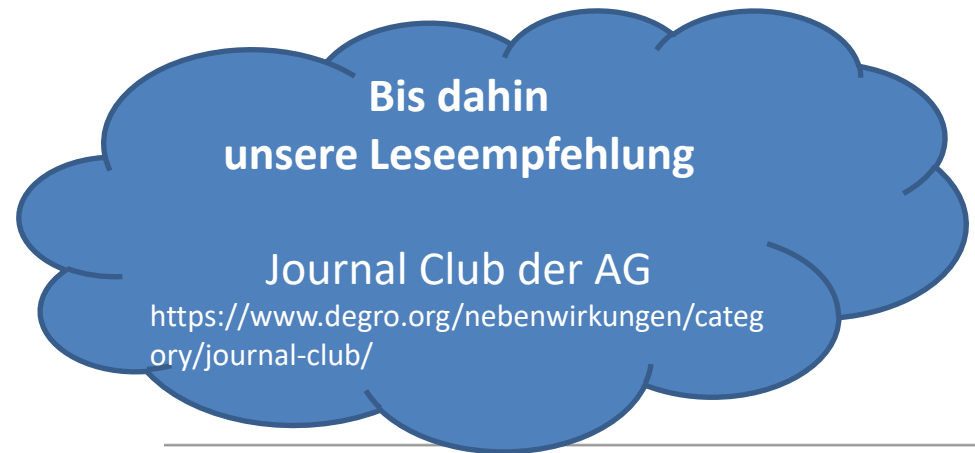 Bis dahin
unsere Leseempfehlung
Journal Club der AG
https://www.degro.org/nebenwirkungen/categ
ory/journal-club/